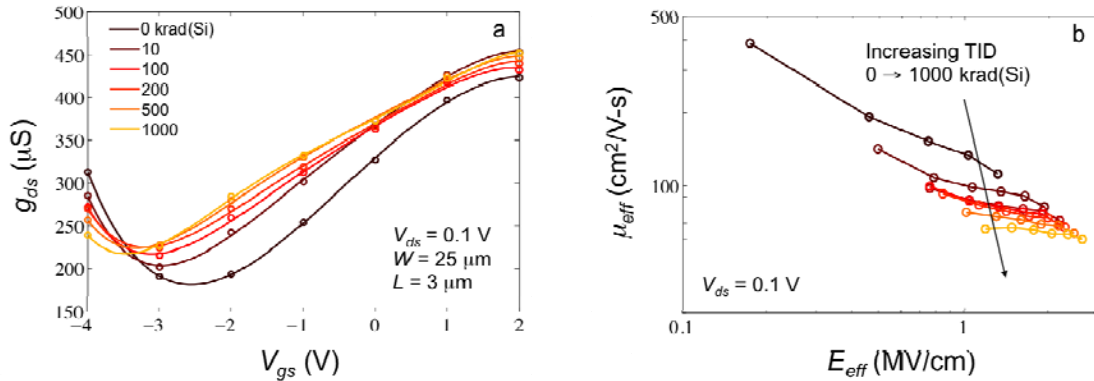 a
500
450
400
350
300
250
200
150
g_ds (μS)
0 krad(Si)
10
100
200
500
1000
V_ds = 0.1 V
W = 25 μm
L = 3 μm
−4 −3 −2 −1 0 1 2
V_gs (V)
b
500
100
μ_eff (cm²/V-s)
Increasing TID
0 → 1000 krad(Si)
V_ds = 0.1 V
0.1 1
E_eff (MV/cm)